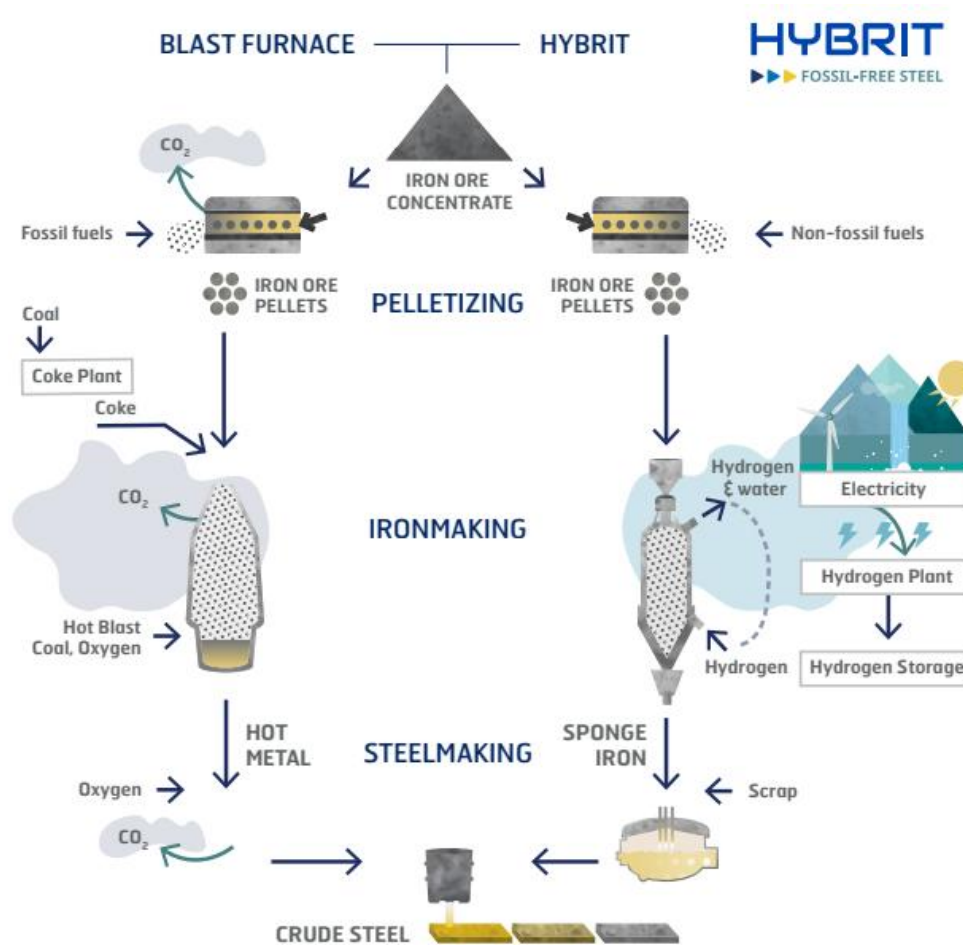 BLAST FURNACE
HYBRIT
HYBRIT
FOSSIL-FREE STEEL
CO₂
IRON ORE
CONCENTRATE
Fossil fuels
Non-fossil fuels
IRON ORE
PELLETS
PELLETIZING
IRON ORE
PELLETS
Coal
Coke Plant
Coke
CO₂
IRONMAKING
Hydrogen
& water
Electricity
Hydrogen Plant
Hot Blast
Coal, Oxygen
Hydrogen
Hydrogen Storage
HOT
METAL
STEELMAKING
SPONGE
IRON
Oxygen
Scrap
CO₂
CRUDE STEEL